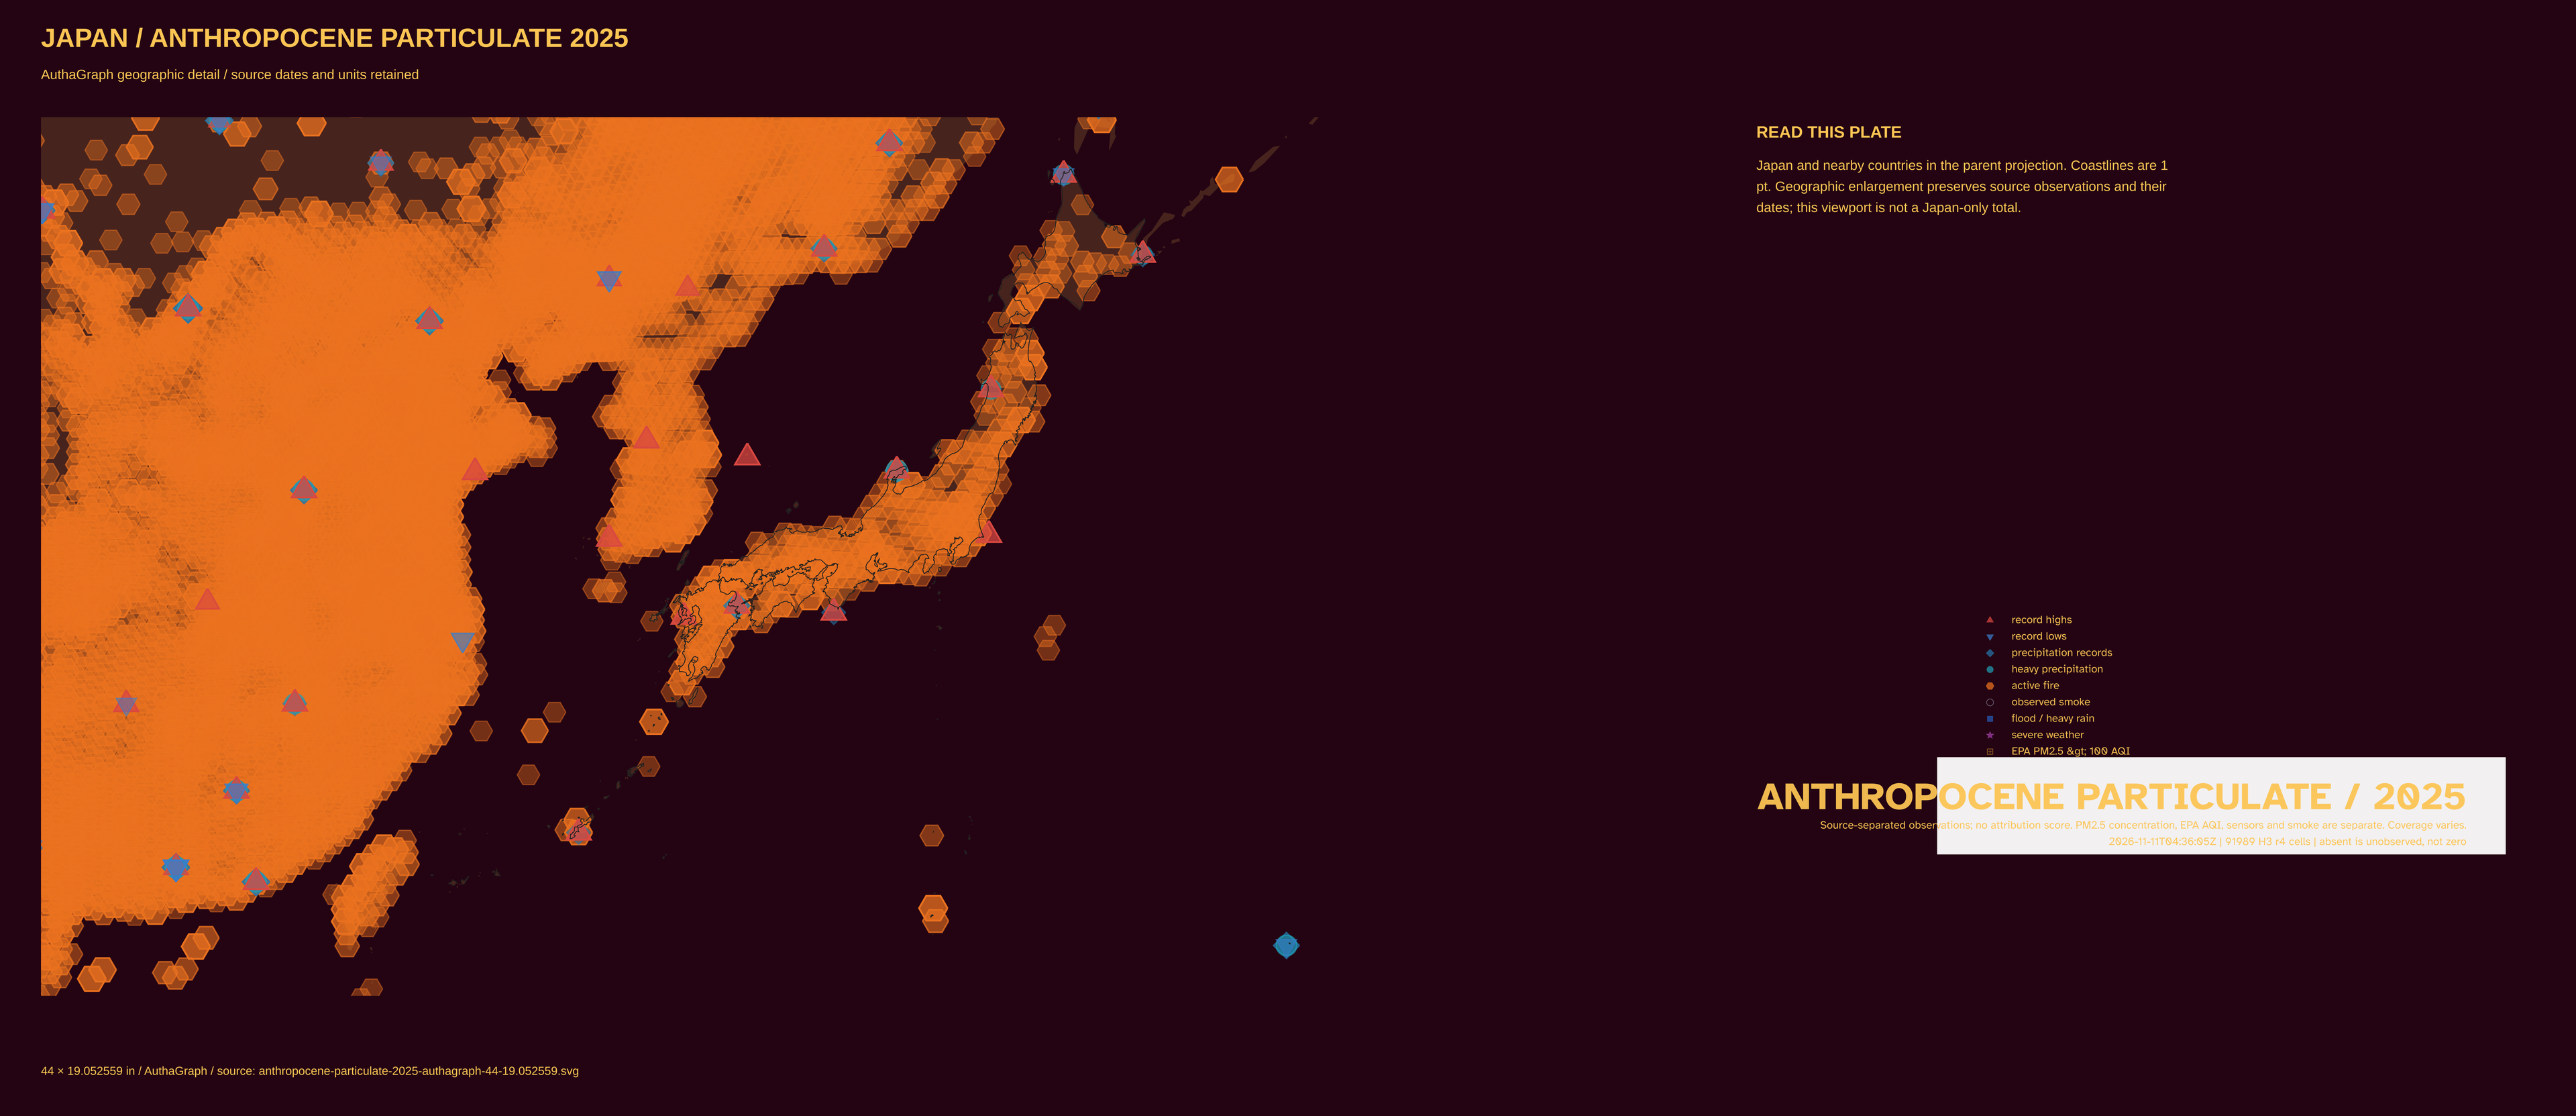 JAPAN / ANTHROPOCENE PARTICULATE 2025
AuthaGraph geographic detail / source dates and units retained
READ THIS PLATE
Japan and nearby countries in the parent projection. Coastlines are 1
pt. Geographic enlargement preserves source observations and their
dates; this viewport is not a Japan-only total.
record highs
record lows
precipitation records
heavy precipitation
active fire
observed smoke
flood / heavy rain
severe weather
EPA PM2.5 &gt; 100 AQI
ANTHROPOCENE PARTICULATE / 2025
Source-separated observations; no attribution score. PM2.5 concentration, EPA AQI, sensors and smoke are separate. Coverage varies.
2026-11-11T04:36:05Z | 91989 H3 r4 cells | absent is unobserved, not zero
44 × 19.052559 in / AuthaGraph / source: anthropocene-particulate-2025-authagraph-44-19.052559.svg